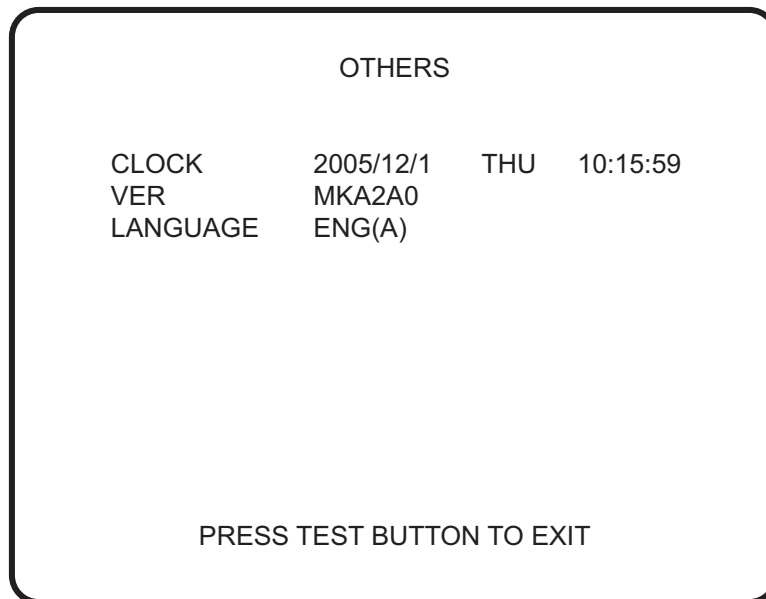 OTHERS
CLOCK 2005/12/1 THU 10:15:59
VER MKA2A0
LANGUAGE ENG(A)
PRESS TEST BUTTON TO EXIT